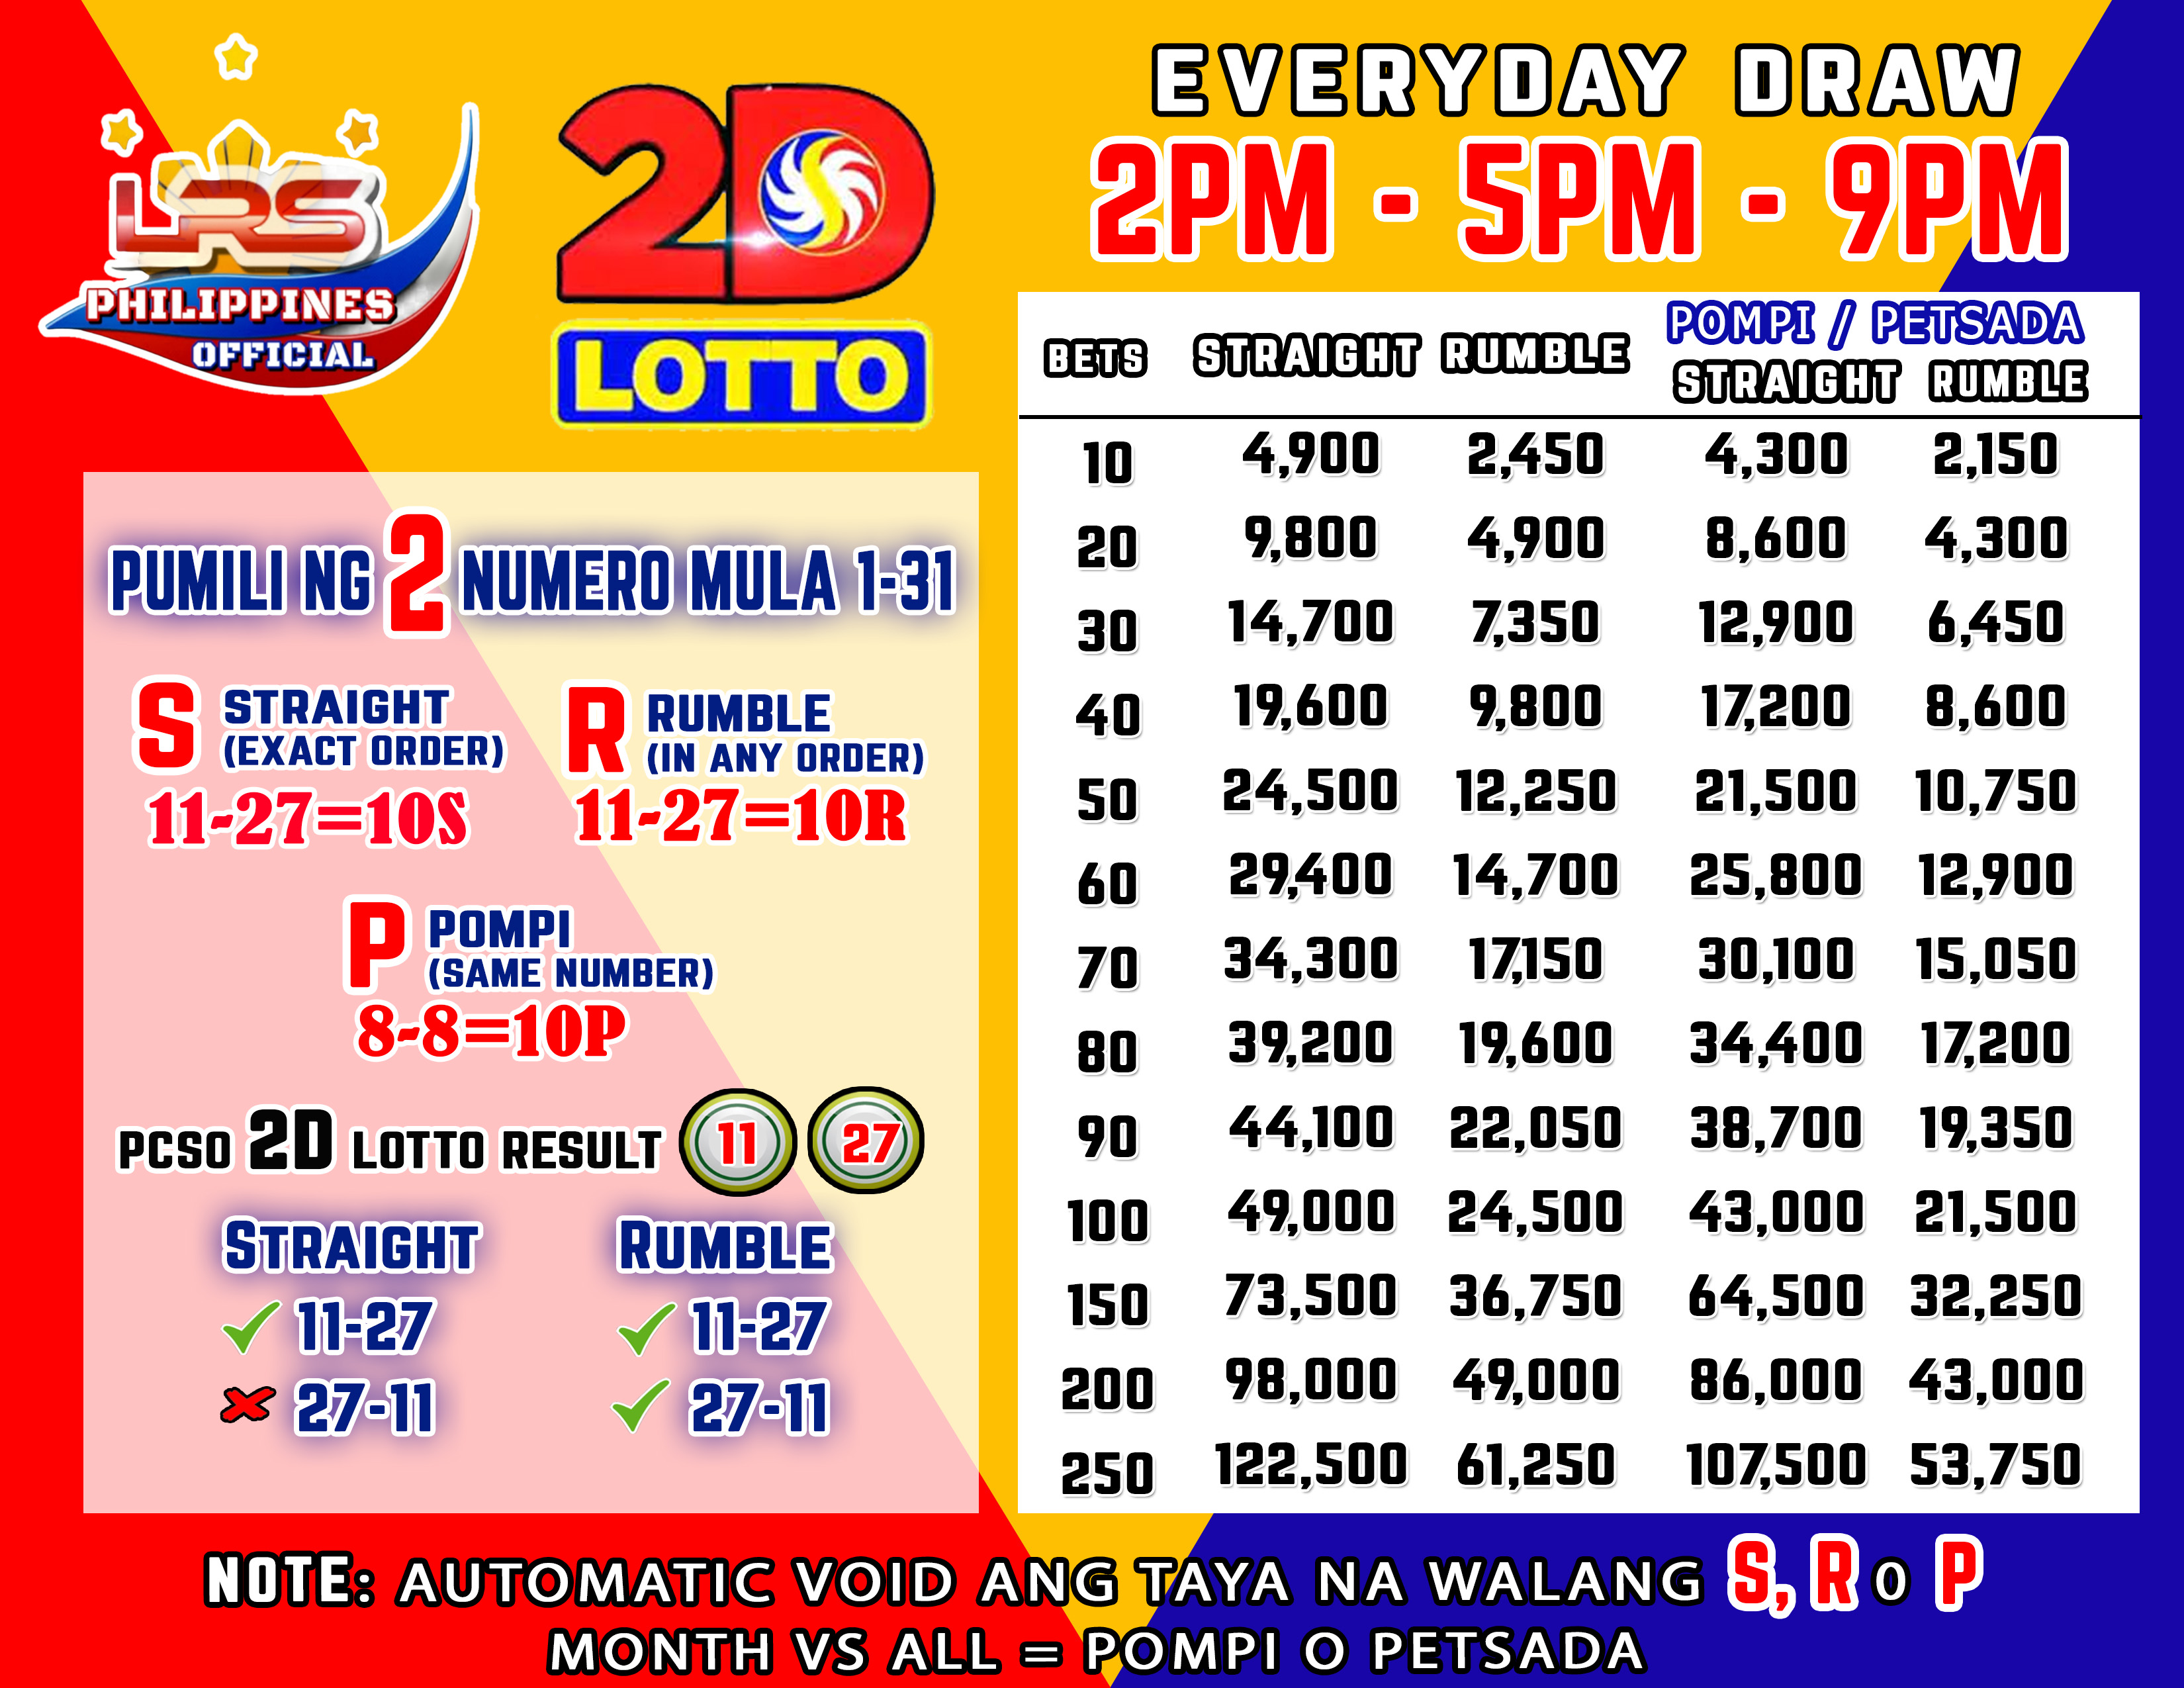 LRS
PHILIPPINES
OFFICIAL
2D
LOTTO
EVERYDAY DRAW
2PM - 5PM - 9PM
PUMILI NG 2 NUMERO MULA 1-31
S STRAIGHT
(EXACT ORDER)
11-27=10S
R RUMBLE
(IN ANY ORDER)
11-27=10R
P POMPI
(SAME NUMBER)
8-8=10P
PCSO 2D LOTTO RESULT 11 27
STRAIGHT RUMBLE
11-27 11-27
27-11 27-11
POMPI / PETSADA
BETS STRAIGHT RUMBLE STRAIGHT RUMBLE
10 4,900 2,450 4,300 2,150
20 9,800 4,900 8,600 4,300
30 14,700 7,350 12,900 6,450
40 19,600 9,800 17,200 8,600
50 24,500 12,250 21,500 10,750
60 29,400 14,700 25,800 12,900
70 34,300 17,150 30,100 15,050
80 39,200 19,600 34,400 17,200
90 44,100 22,050 38,700 19,350
100 49,000 24,500 43,000 21,500
150 73,500 36,750 64,500 32,250
200 98,000 49,000 86,000 43,000
250 122,500 61,250 107,500 53,750
NOTE: AUTOMATIC VOID ANG TAYA NA WALANG S, R O P
MONTH VS ALL = POMPI O PETSADA